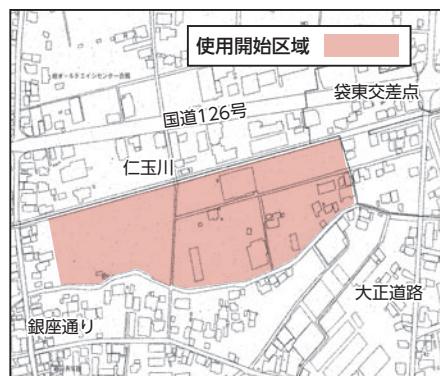 使用開始区域
袋東交差点
国道126号
仁玉川
大正道路
銀座通り